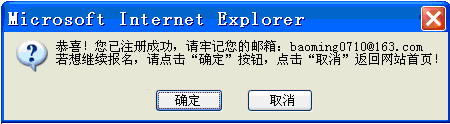 Microsoft Internet Explorer
恭喜！您已注册成功，请牢记您的邮箱：baoming0710@163.com
若想继续报名，请点击“确定”按钮，点击“取消”返回网站首页！
确定
取消